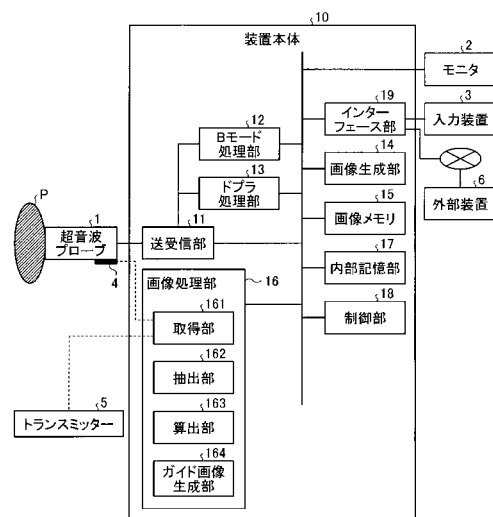 10
装置本体
2
モニタ
19
インター
フェース部
3
入力装置
12
Bモード
処理部
14
画像生成部
13
ドプラ
処理部
6
外部装置
15
画像メモリ
P
1
超音波
プローブ
4
11
送受信部
17
内部記憶部
画像処理部
16
18
制御部
161
取得部
162
抽出部
5
トランスミッター
163
算出部
164
ガイド画像
生成部